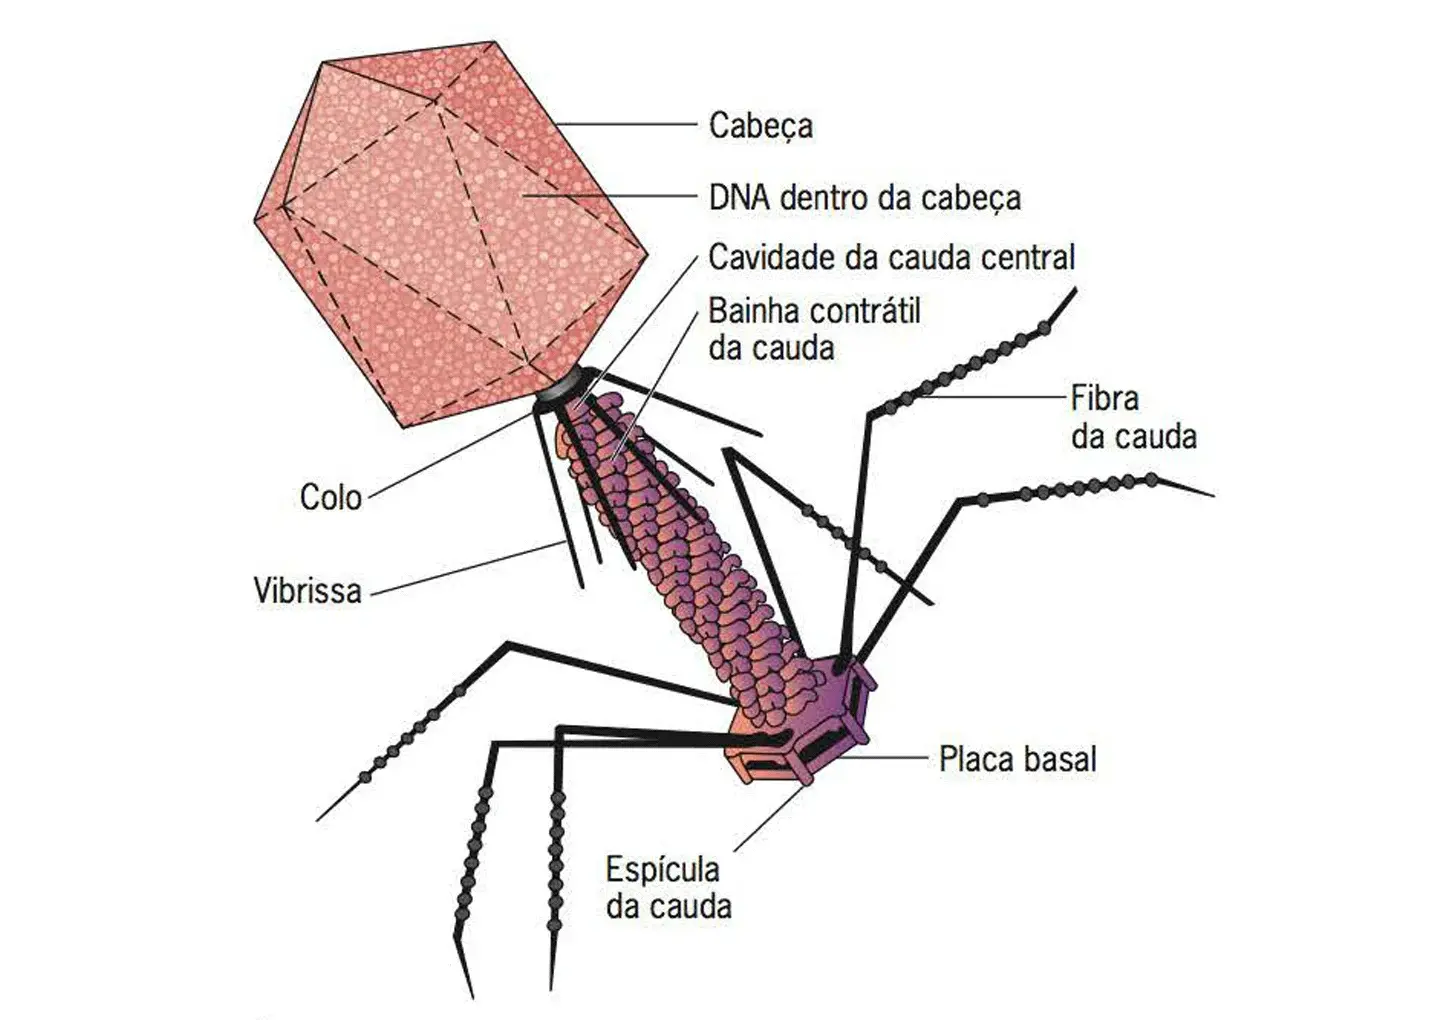 Cabeça
DNA dentro da cabeça
Cavidade da cauda central
Bainha contrátil
da cauda
Fibra
da cauda
Colo
Vibrissa
Placa basal
Espícula
da cauda